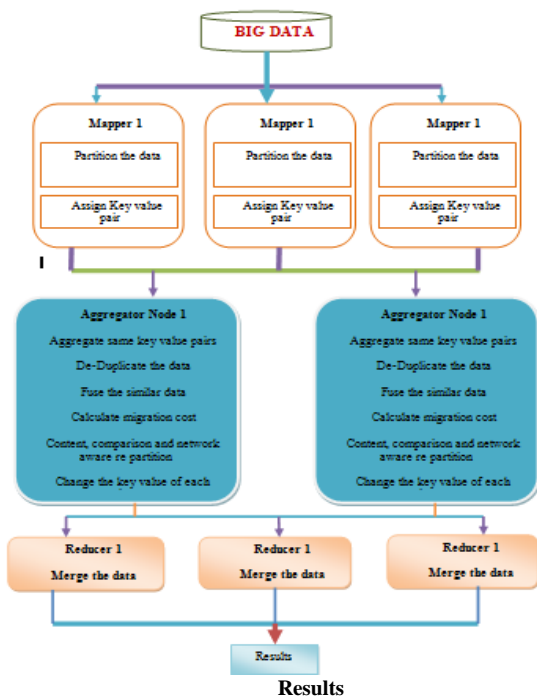 BIG DATA
Mapper 1
Partition the data
Assign Key value
pair
Mapper 1
Partition the data
Assign Key value
pair
Mapper 1
Partition the data
Assign Key value
pair
I
Aggregator Node 1
Aggregate same key value pairs
De-Duplicate the data
Fuse the similar data
Calculate migration cost
Content, comparison and network
aware re partition
Change the key value of each
Aggregator Node 1
Aggregate same key value pairs
De-Duplicate the data
Fuse the similar data
Calculate migration cost
Content, comparison and network
aware re partition
Change the key value of each
Reducer 1
Merge the data
Reducer 1
Merge the data
Reducer 1
Merge the data
Results
Results